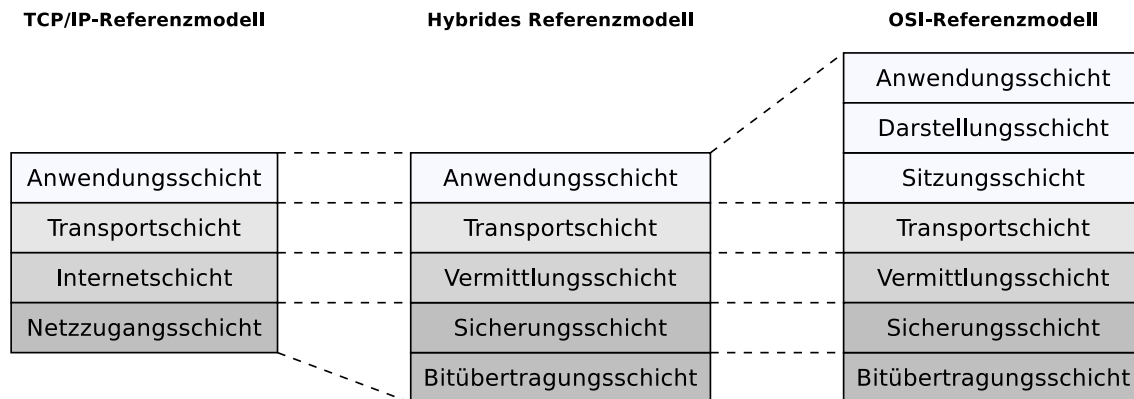 TCP/IP-Referenzmodell
Anwendungsschicht
Transportschicht
Internetschicht
Netzzugangsschicht
Hybrides Referenzmodell
Anwendungsschicht
Transportschicht
Vermittlungsschicht
Sicherungsschicht
Bitübertragungsschicht
OSI-Referenzmodell
Anwendungsschicht
Darstellungsschicht
Sitzungsschicht
Transportschicht
Vermittlungsschicht
Sicherungsschicht
Bitübertragungsschicht